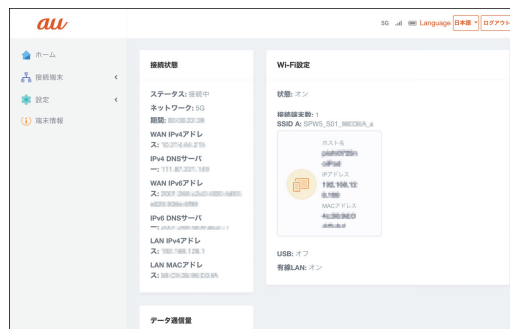 au
5G
Language
日本語
ログアウト
ホーム
接続端末
設定
端末情報
接続状態
ステータス: 接続中
ネットワーク: 5G
期間:
WAN IPv4アドレ
ス:
IPv4 DNSサーバ
ー:
WAN IPv6アドレ
ス:
IPv6 DNSサーバ
ー:
LAN IPv4アドレ
ス:
LAN MACアドレ
ス:
データ通信量
Wi-Fi設定
状態: オン
接続端末数: 1
SSID A: SPW5_S01_
ホスト名
IPアドレス
MACアドレス
USB: オフ
有線LAN: オン